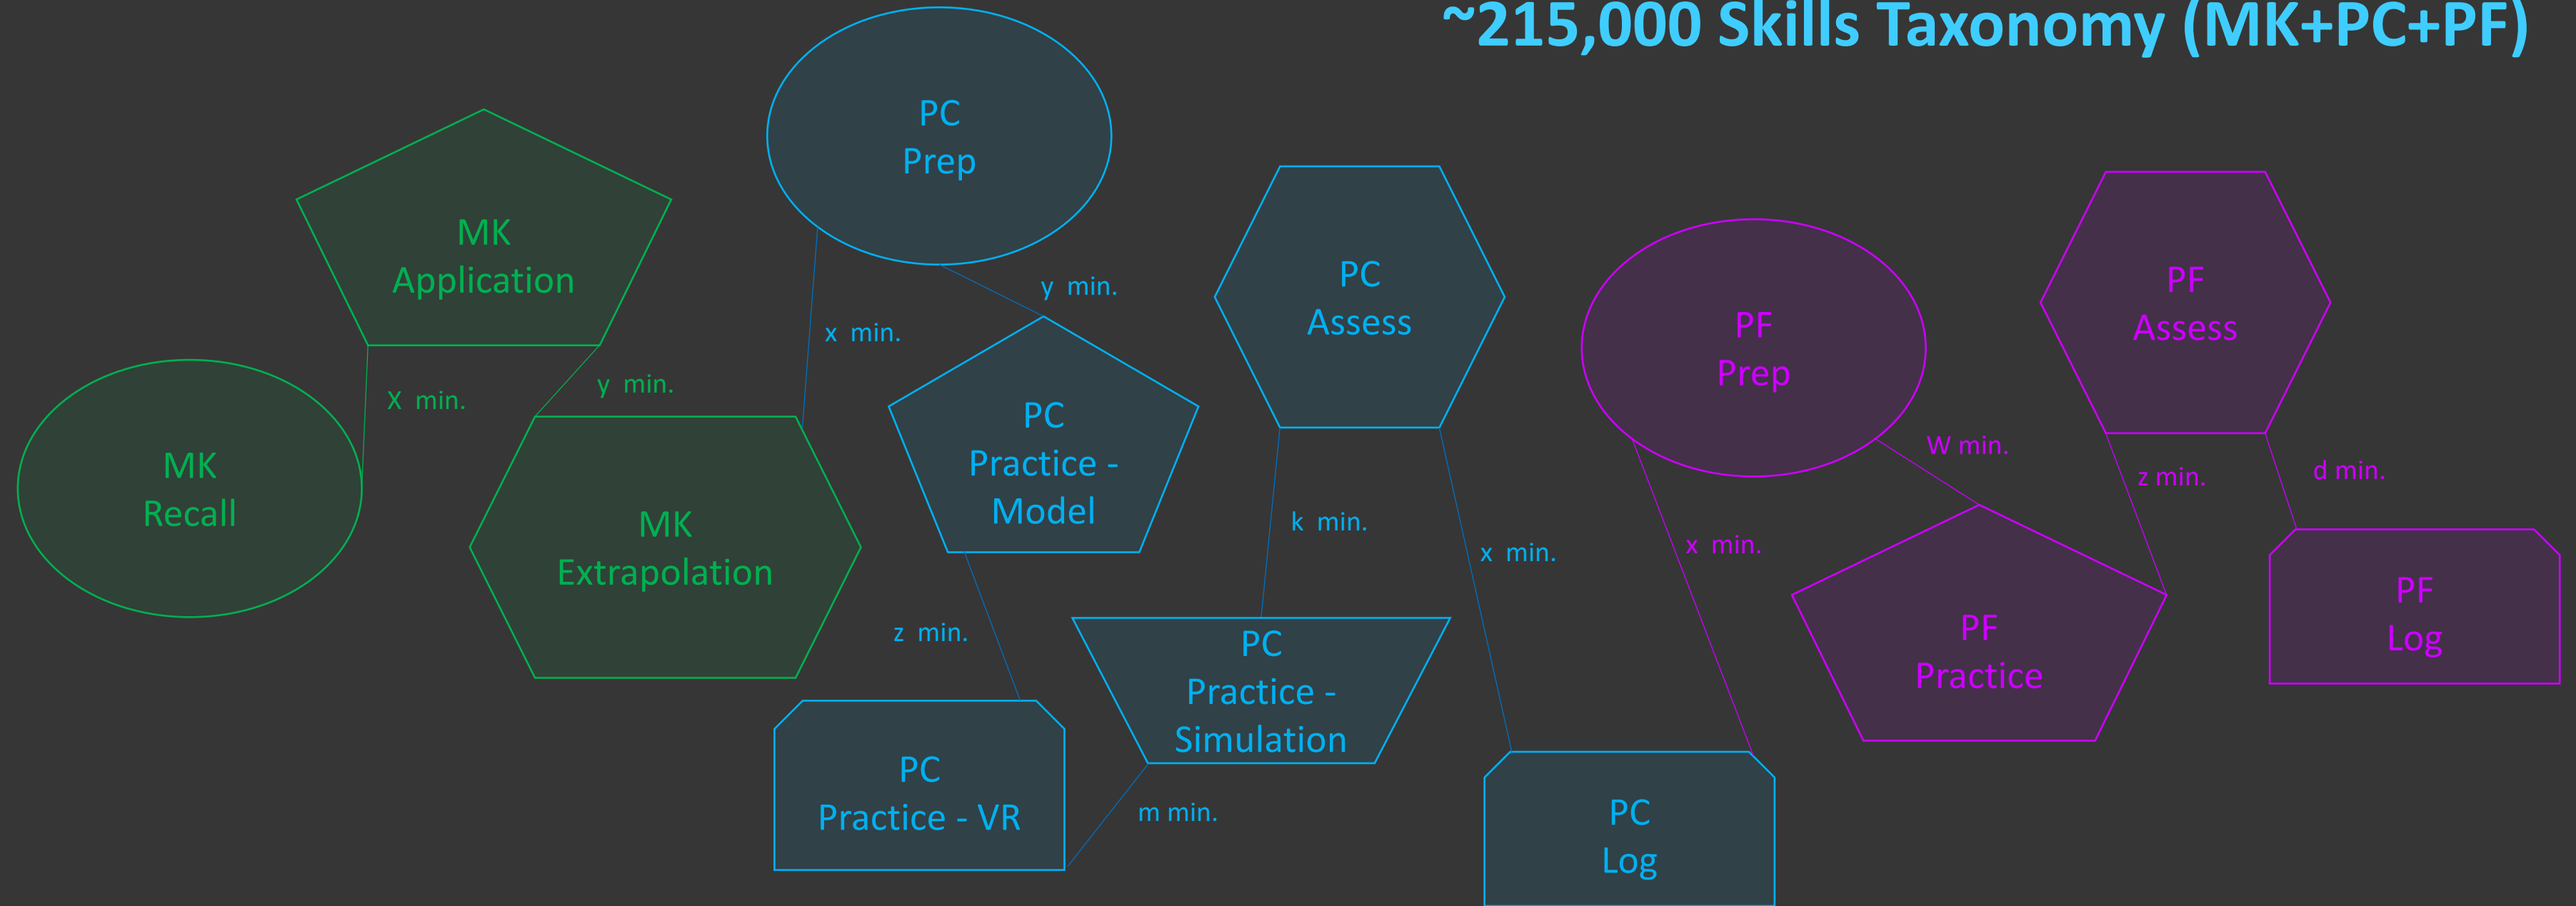 ~215,000 Skills Taxonomy (MK+PC+PF)
MK
Recall
X  min.
MK
Application
y  min.
MK
Extrapolation
x  min.
PC
Prep
y  min.
PC
Practice -
Model
z  min.
PC
Practice - VR
m min.
PC
Practice -
Simulation
k  min.
PC
Assess
x  min.
PC
Log
x  min.
PF
Prep
W min.
PF
Practice
z min.
PF
Assess
d min.
PF
Log